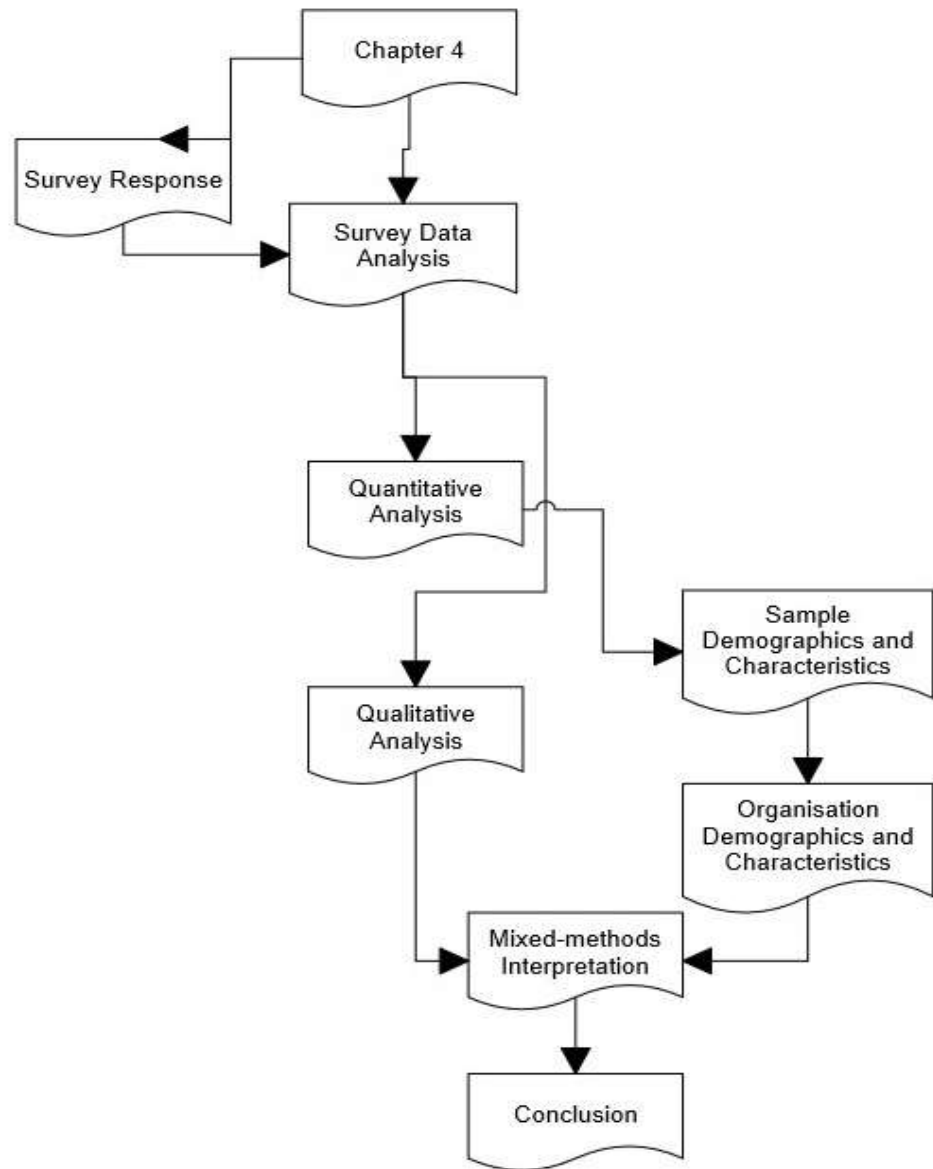 Chapter 4
Survey Response
Survey Data
Analysis
Quantitative
Analysis
Sample
Demographics and
Characteristics
Qualitative
Analysis
Organisation
Demographics and
Characteristics
Mixed-methods
Interpretation
Conclusion